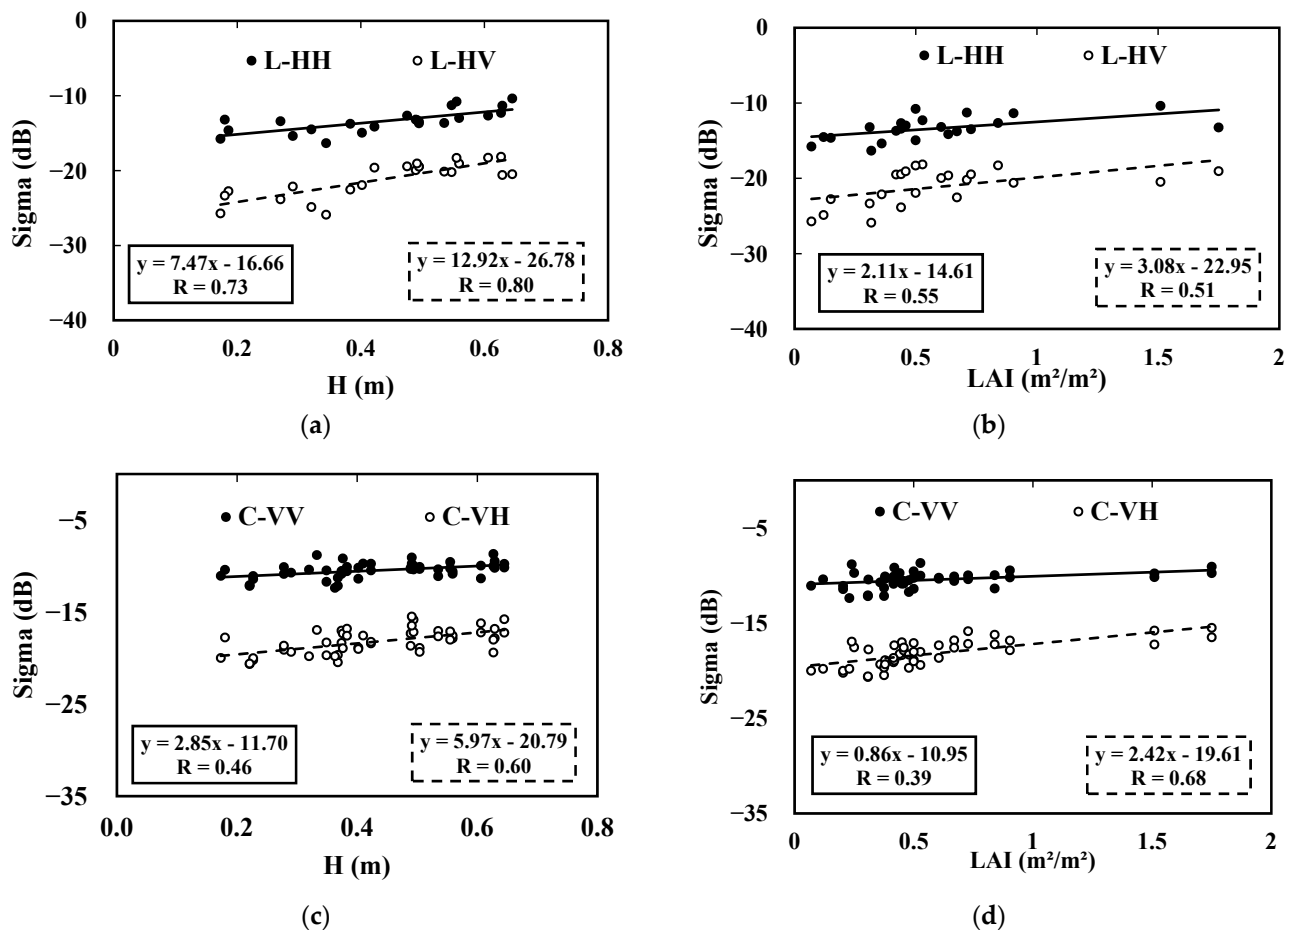 0
−10
−20
−30
−40
Sigma (dB)
L-HH
L-HV
y = 7.47x - 16.66
R = 0.73
y = 12.92x - 26.78
R = 0.80
0
0.2
0.4
0.6
0.8
H (m)
(a)
0
−10
−20
−30
−40
Sigma (dB)
L-HH
L-HV
y = 2.11x - 14.61
R = 0.55
y = 3.08x - 22.95
R = 0.51
0
0.5
1
1.5
2
LAI (m²/m²)
(b)
−5
−15
−25
−35
Sigma (dB)
C-VV
C-VH
y = 2.85x - 11.70
R = 0.46
y = 5.97x - 20.79
R = 0.60
0.0
0.2
0.4
0.6
0.8
H (m)
(c)
−5
−15
−25
−35
Sigma (dB)
C-VV
C-VH
y = 0.86x - 10.95
R = 0.39
y = 2.42x - 19.61
R = 0.68
0
0.5
1
1.5
2
LAI (m²/m²)
(d)